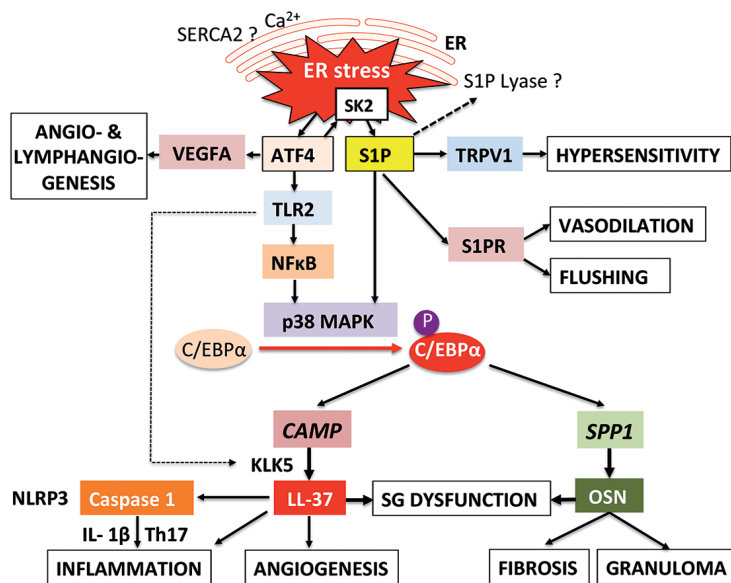 SERCA2 ?
Ca2+
ER
ER stress
S1P Lyase ?
SK2
ANGIO- &
LYMPHANGIO-
GENESIS
VEGFA
ATF4
S1P
TRPV1
HYPERSENSITIVITY
TLR2
S1PR
VASODILATION
FLUSHING
NFκB
p38 MAPK
P
C/EBPα
C/EBPα
CAMP
SPP1
KLK5
NLRP3
Caspase 1
LL-37
SG DYSFUNCTION
OSN
IL- 1β
Th17
INFLAMMATION
ANGIOGENESIS
FIBROSIS
GRANULOMA